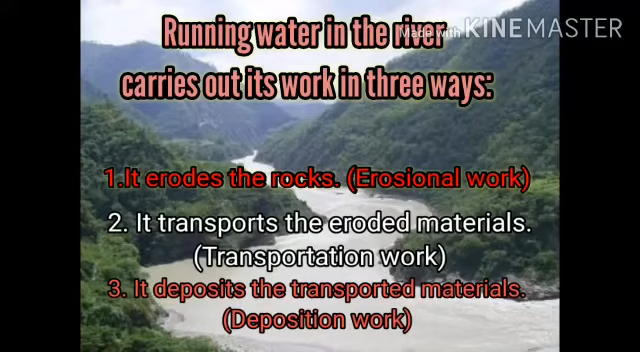 Running water in the river
Made with KINEMASTER
carries out its work in three ways:
1.It erodes the rocks. (Erosional work)
2. It transports the eroded materials.
(Transportation work)
3. It deposits the transported materials.
(Deposition work)